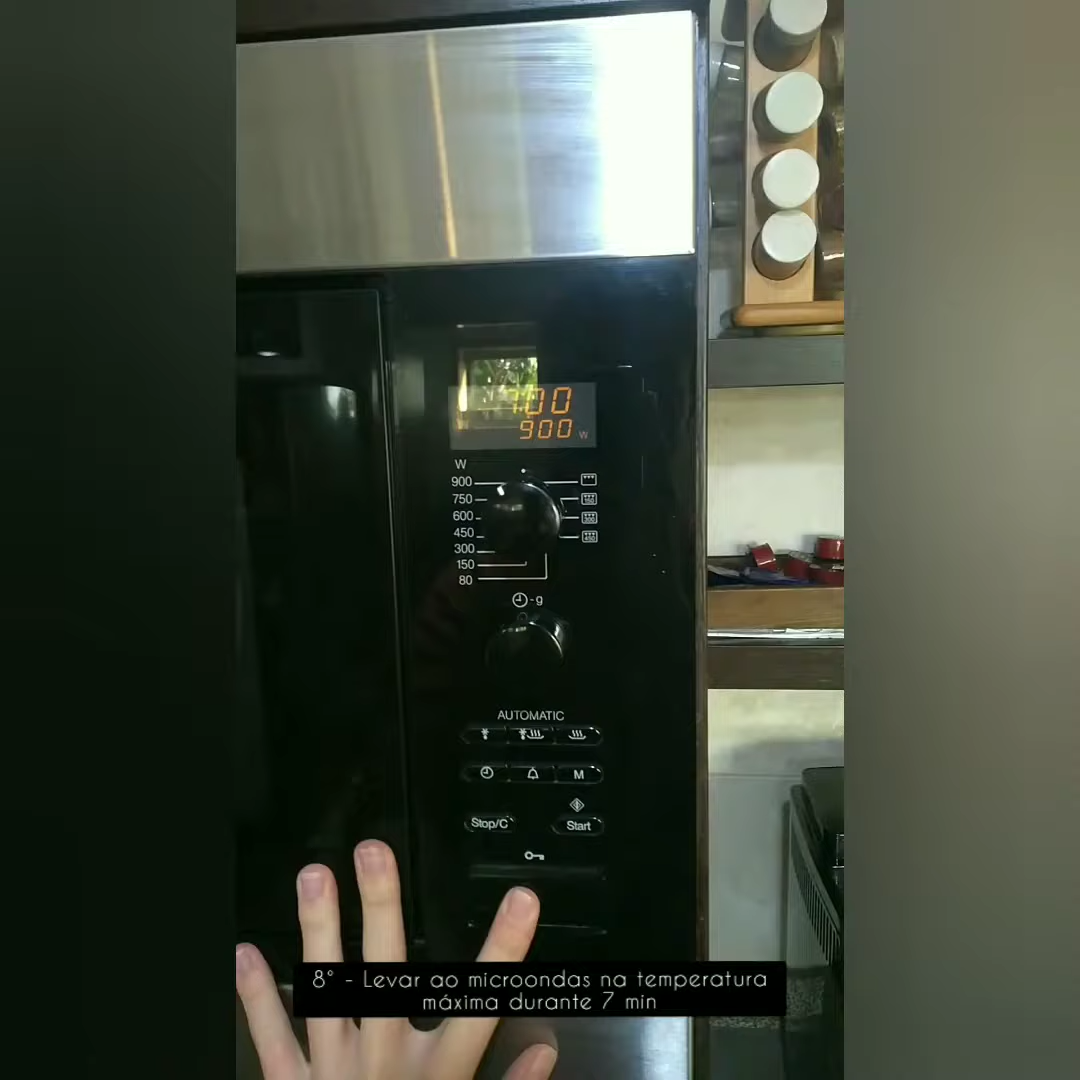 7:00
900 W
W
900
750
600
450
300
150
80
-g
AUTOMATIC
M
Stop/C
Start
8° - Levar ao microondas na temperatura
máxima durante 7 min